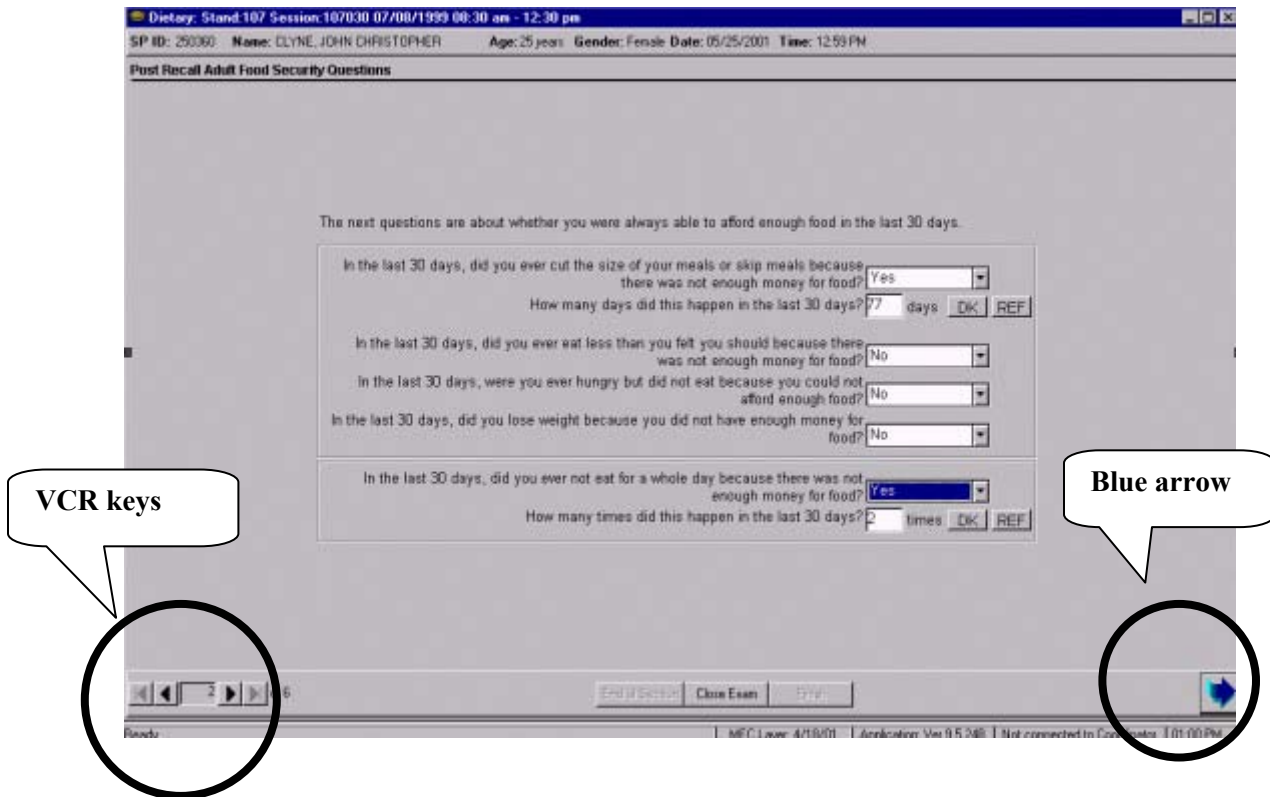 Dietary: Stand:107 Session:107030 07/08/1999 08:30 am - 12:30 pm
SP ID: 250360 Name: CLYNE, JOHN CHRISTOPHER Age: 25 years Gender: Female Date: 05/25/2001 Time: 12:59 PM
Post Recall Adult Food Security Questions
The next questions are about whether you were always able to afford enough food in the last 30 days.
In the last 30 days, did you ever cut the size of your meals or skip meals because
there was not enough money for food? Yes
How many days did this happen in the last 30 days? 77 days DK REF
In the last 30 days, did you ever eat less than you felt you should because there
was not enough money for food? No
In the last 30 days, were you ever hungry but did not eat because you could not
afford enough food? No
In the last 30 days, did you lose weight because you did not have enough money for
food? No
In the last 30 days, did you ever not eat for a whole day because there was not
enough money for food? Yes
How many times did this happen in the last 30 days? 2 times DK REF
VCR keys
Blue arrow
2 6
End of Section Close Exam
Ready MEC Layer: 4/18/01 Application: Ver 9.5.248 Not connected to Coordinator 01:00 PM